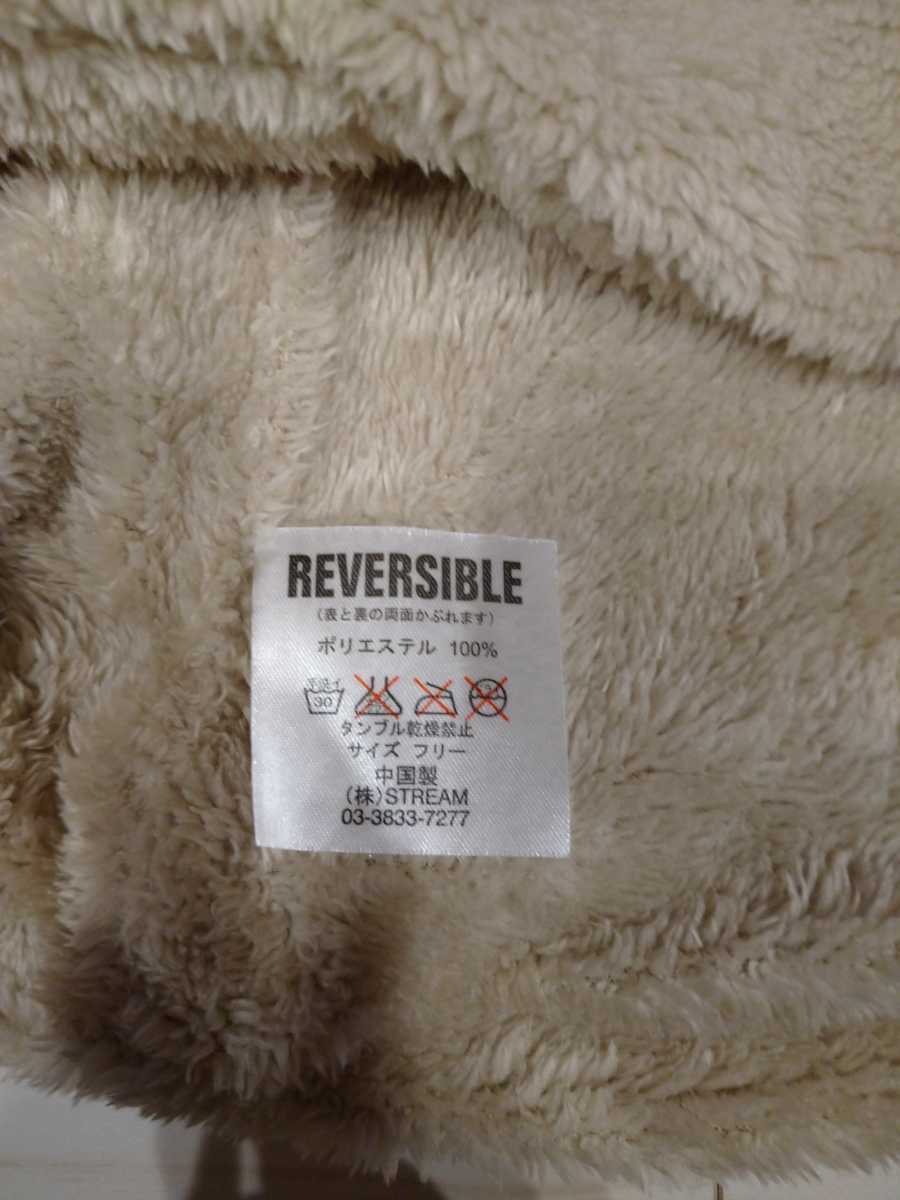 REVERSIBLE
(表と裏の両面かぶれます)
ポリエステル 100%
手洗イ
30
タンブル乾燥禁止
サイズ フリー
中国製
(株)STREAM
03-3833-7277